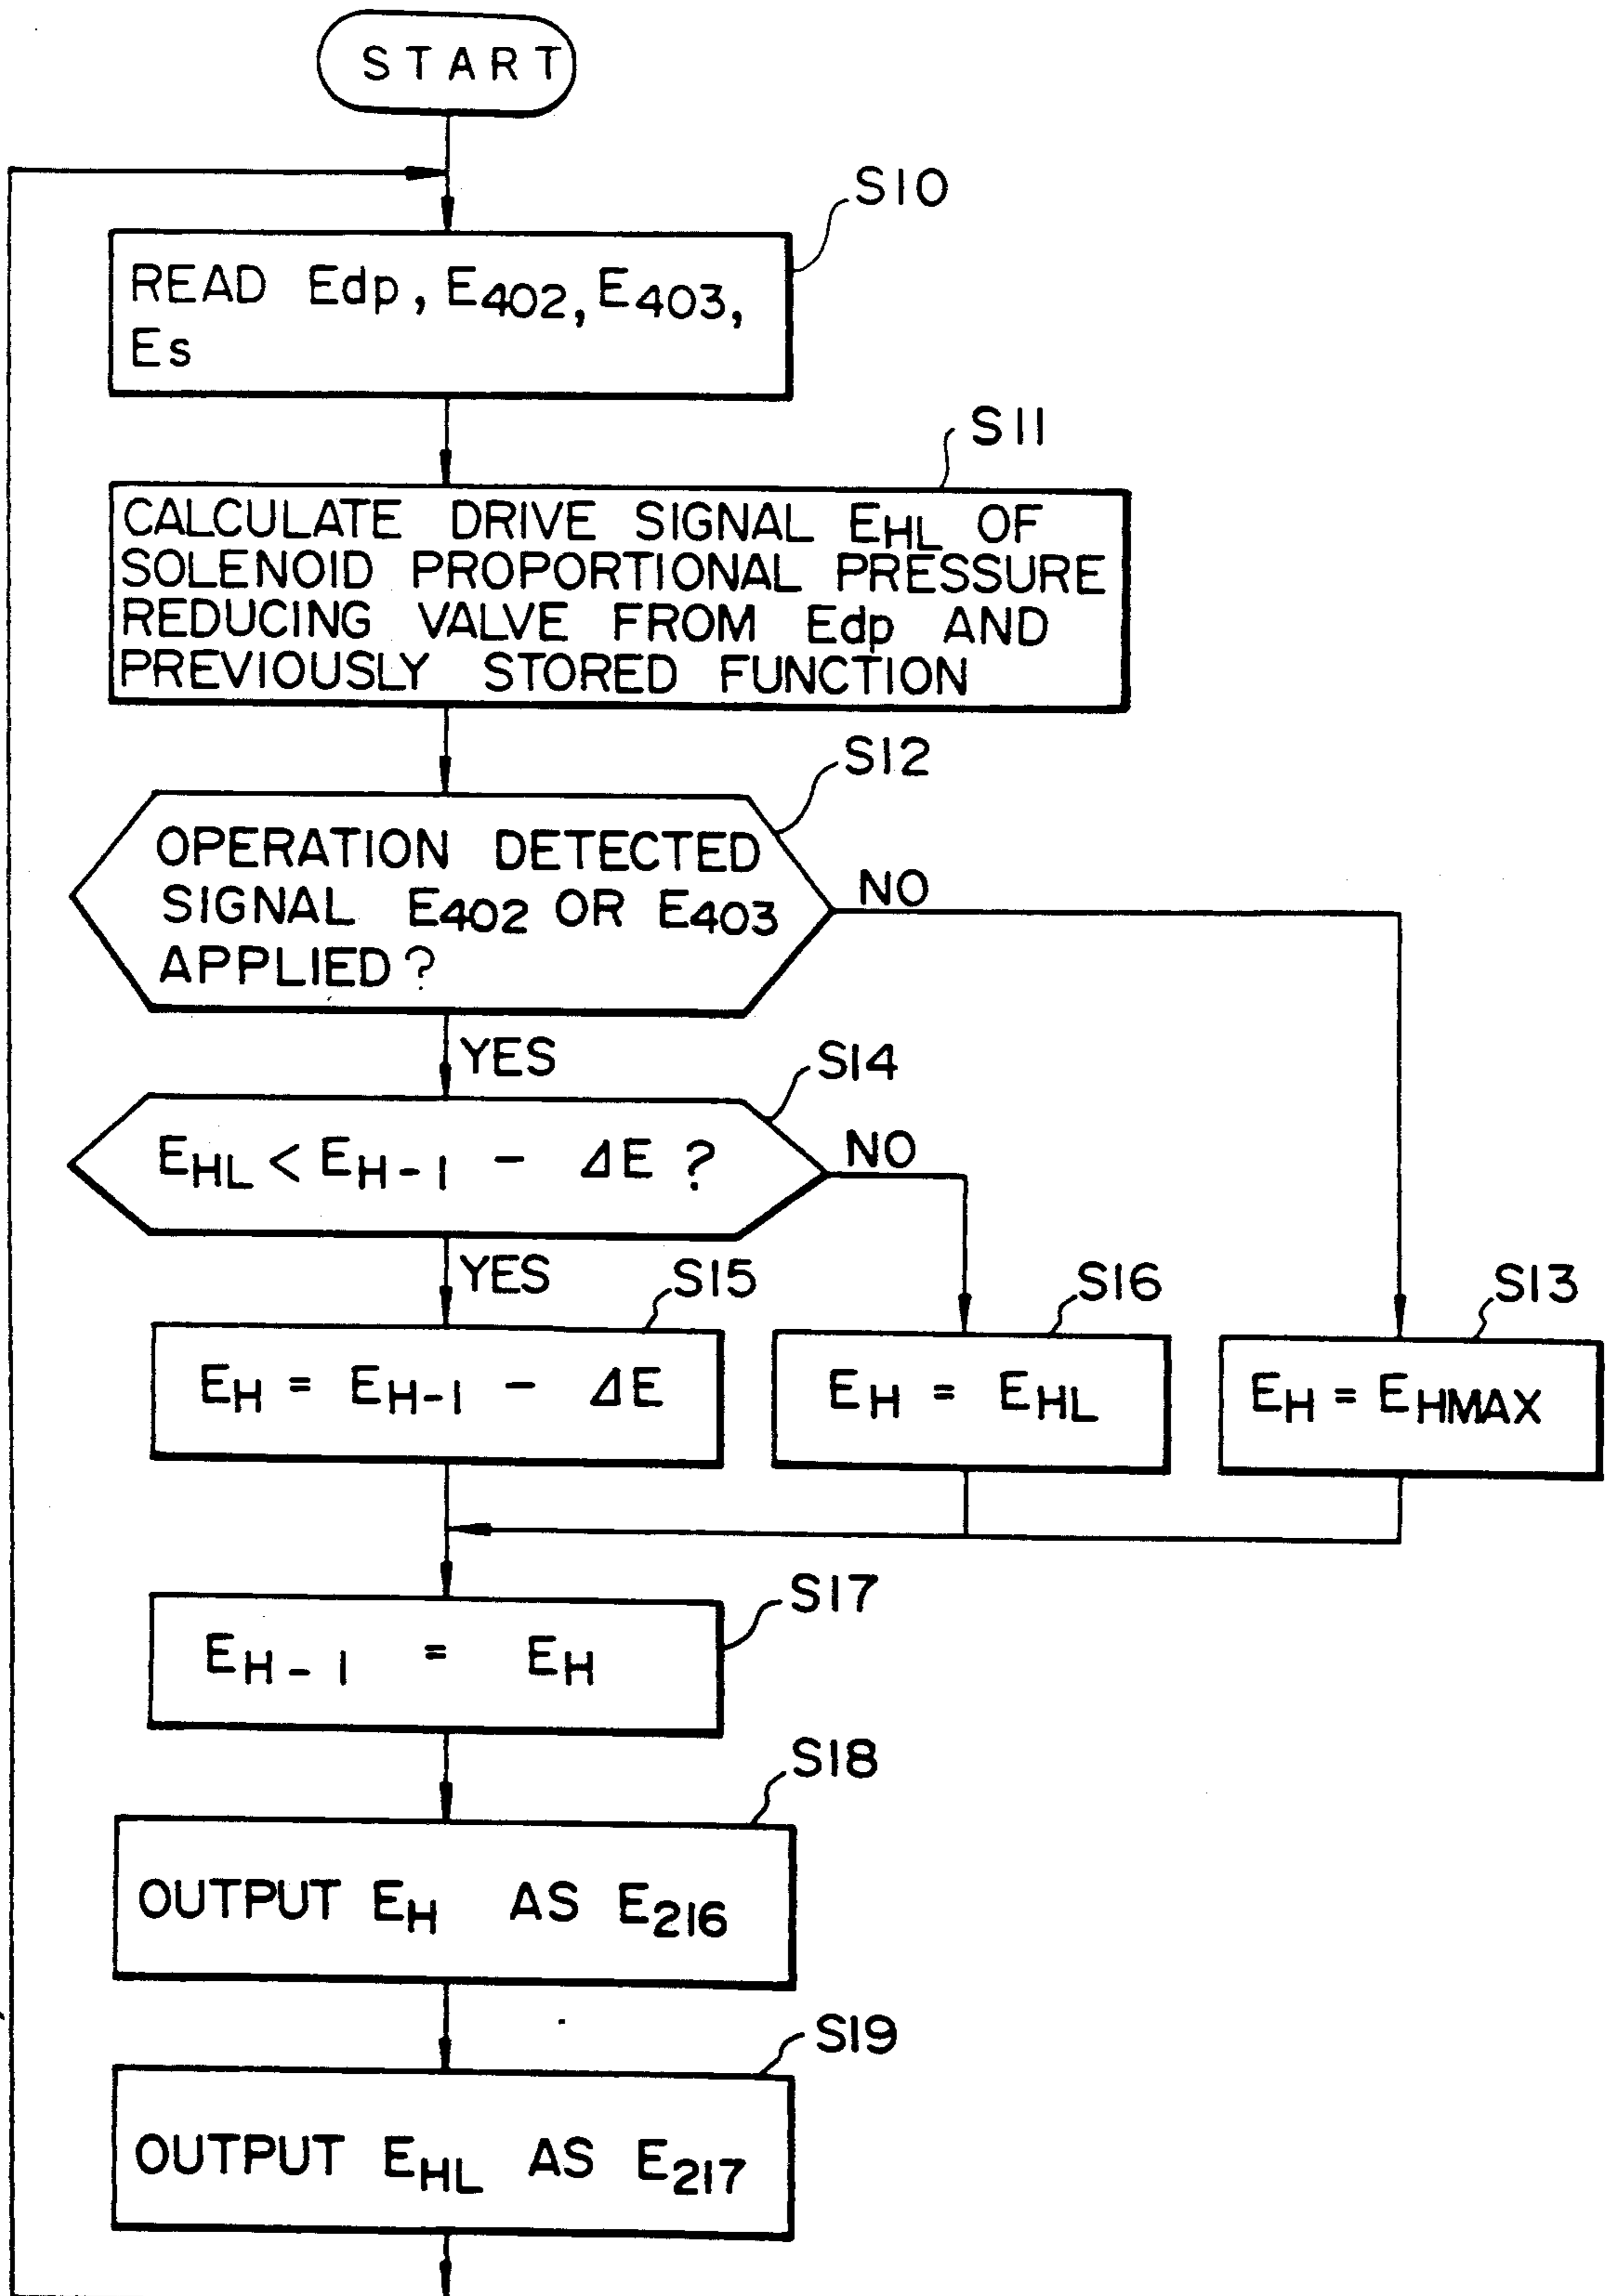 START
S10
READ Edp, E402, E403,
Es
S11
CALCULATE DRIVE SIGNAL EHL OF
SOLENOID PROPORTIONAL PRESSURE
REDUCING VALVE FROM Edp AND
PREVIOUSLY STORED FUNCTION
S12
OPERATION DETECTED
SIGNAL E402 OR E403
APPLIED?
NO
YES
S14
EHL < EH-1 - ΔE ?
NO
YES
S15
EH = EH-1 - ΔE
S16
EH = EHL
S13
EH = EHMAX
S17
EH-1 = EH
S18
OUTPUT EH AS E216
S19
OUTPUT EHL AS E217